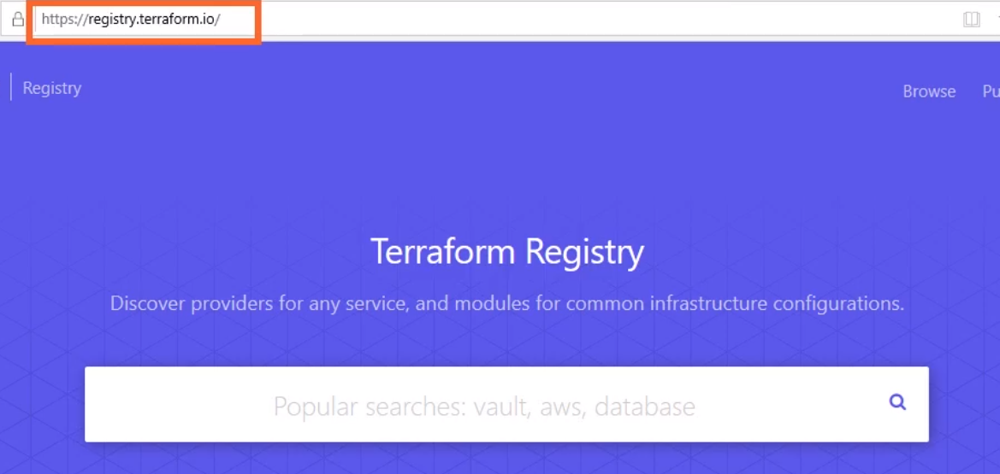 https://registry.terraform.io/
Registry
Browse
Terraform Registry
Discover providers for any service, and modules for common infrastructure configurations.
Popular searches: vault, aws, database